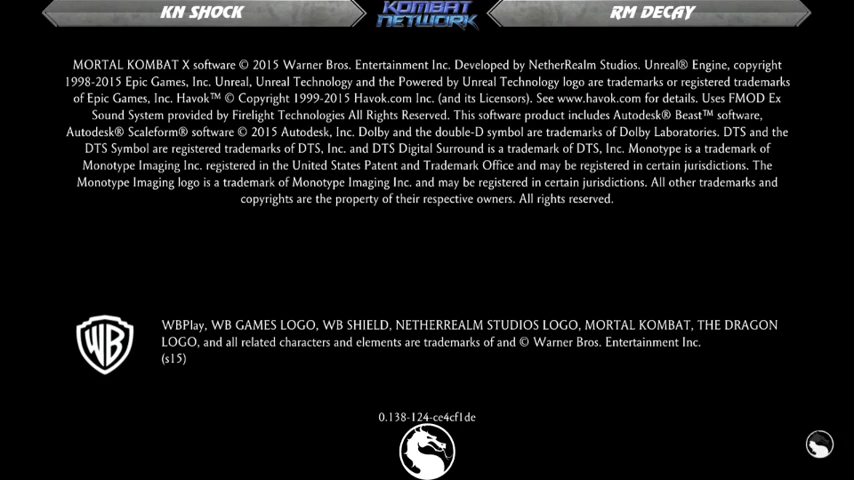 KN SHOCK
KOMBAT
NETWORK
RM DECAY
MORTAL KOMBAT X software © 2015 Warner Bros. Entertainment Inc. Developed by NetherRealm Studios. Unreal® Engine, copyright
1998-2015 Epic Games, Inc. Unreal, Unreal Technology and the Powered by Unreal Technology logo are trademarks or registered trademarks
of Epic Games, Inc. Havok™ © Copyright 1999-2015 Havok.com Inc. (and its Licensors). See www.havok.com for details. Uses FMOD Ex
Sound System provided by Firelight Technologies All Rights Reserved. This software product includes Autodesk® Beast™ software,
Autodesk® Scaleform® software © 2015 Autodesk, Inc. Dolby and the double-D symbol are trademarks of Dolby Laboratories. DTS and the
DTS Symbol are registered trademarks of DTS, Inc. and DTS Digital Surround is a trademark of DTS, Inc. Monotype is a trademark of
Monotype Imaging Inc. registered in the United States Patent and Trademark Office and may be registered in certain jurisdictions. The
Monotype Imaging logo is a trademark of Monotype Imaging Inc. and may be registered in certain jurisdictions. All other trademarks and
copyrights are the property of their respective owners. All rights reserved.
WB
WBPlay, WB GAMES LOGO, WB SHIELD, NETHERREALM STUDIOS LOGO, MORTAL KOMBAT, THE DRAGON
LOGO, and all related characters and elements are trademarks of and © Warner Bros. Entertainment Inc.
(s15)
0.138-124-ce4cf1de